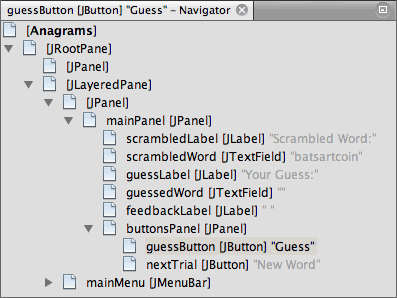 guessButton [JButton] "Guess" – Navigator
[Anagrams]
[JRootPane]
[JPanel]
[JLayeredPane]
[JPanel]
mainPanel [JPanel]
scrambledLabel [JLabel] "Scrambled Word:"
scrambledWord [JTextField] "batsartcoin"
guessLabel [JLabel] "Your Guess:"
guessedWord [JTextField] ""
feedbackLabel [JLabel] " "
buttonsPanel [JPanel]
guessButton [JButton] "Guess"
nextTrial [JButton] "New Word"
mainMenu [JMenuBar]